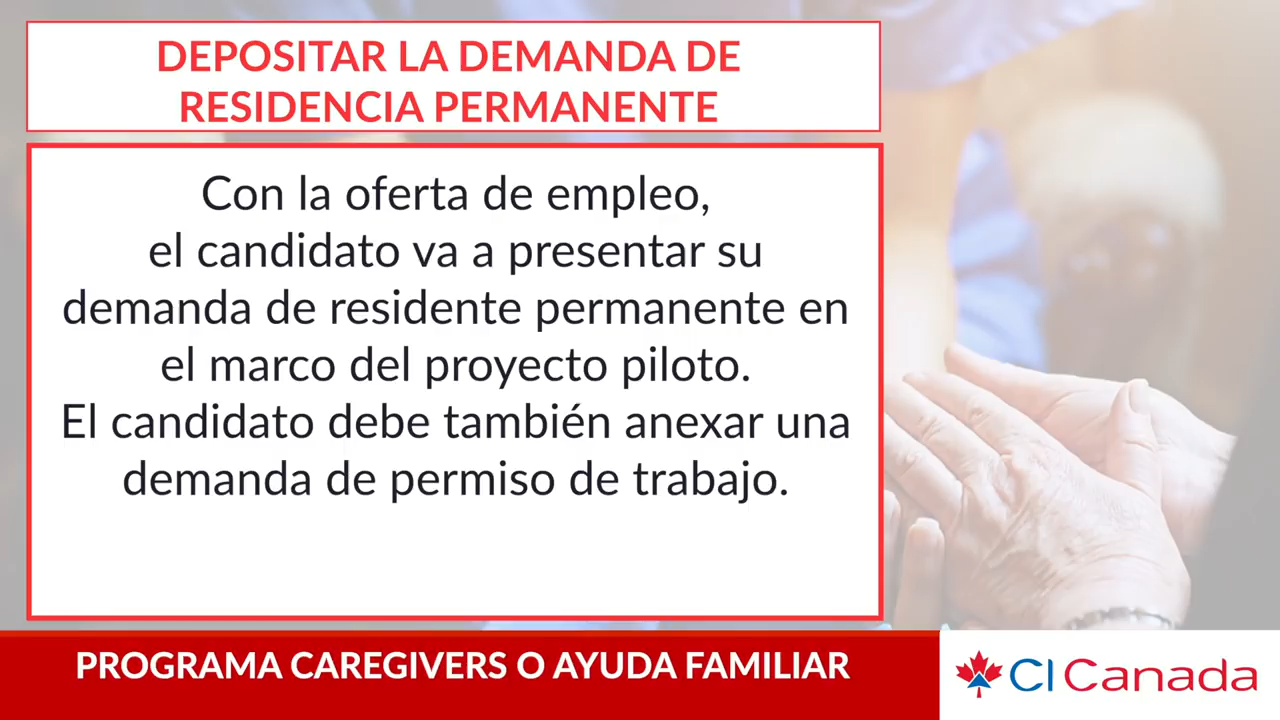 DEPOSITAR LA DEMANDA DE
RESIDENCIA PERMANENTE
Con la oferta de empleo,
el candidato va a presentar su
demanda de residente permanente en
el marco del proyecto piloto.
El candidato debe también anexar una
demanda de permiso de trabajo.
PROGRAMA CAREGIVERS O AYUDA FAMILIAR
CI Canada